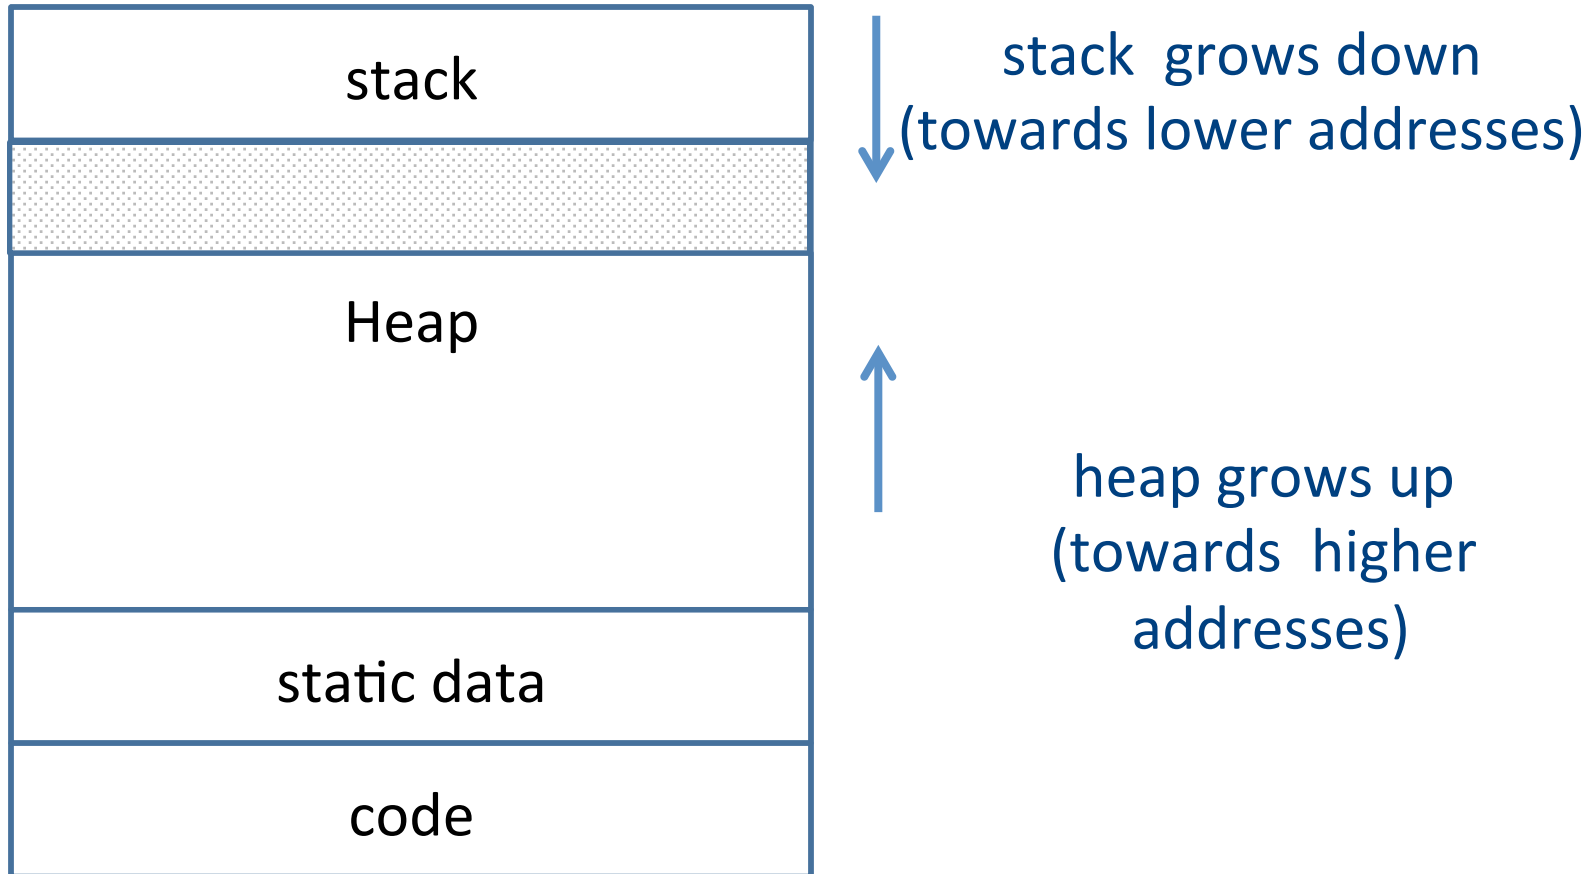 stack
stack grows down
(towards lower addresses)
Heap
heap grows up
(towards higher
addresses)
static data
code